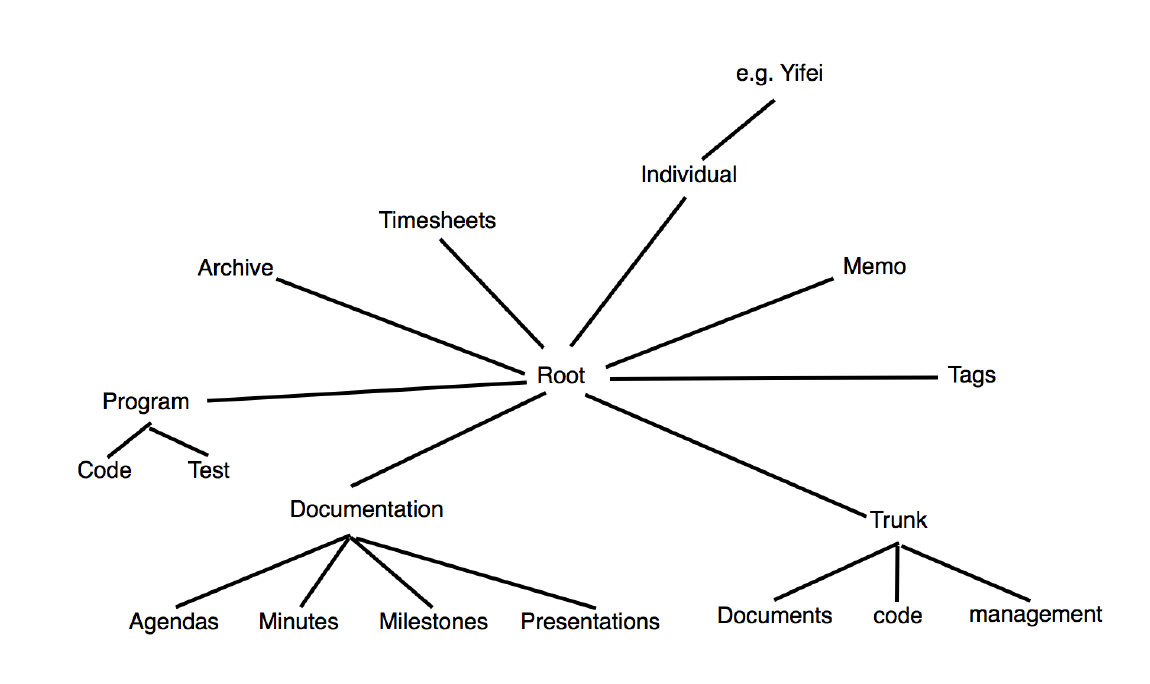 e.g. Yifei
Individual
Timesheets
Archive
Memo
Root
Tags
Program
Code
Test
Documentation
Trunk
Agendas
Minutes
Milestones
Presentations
Documents
code
management